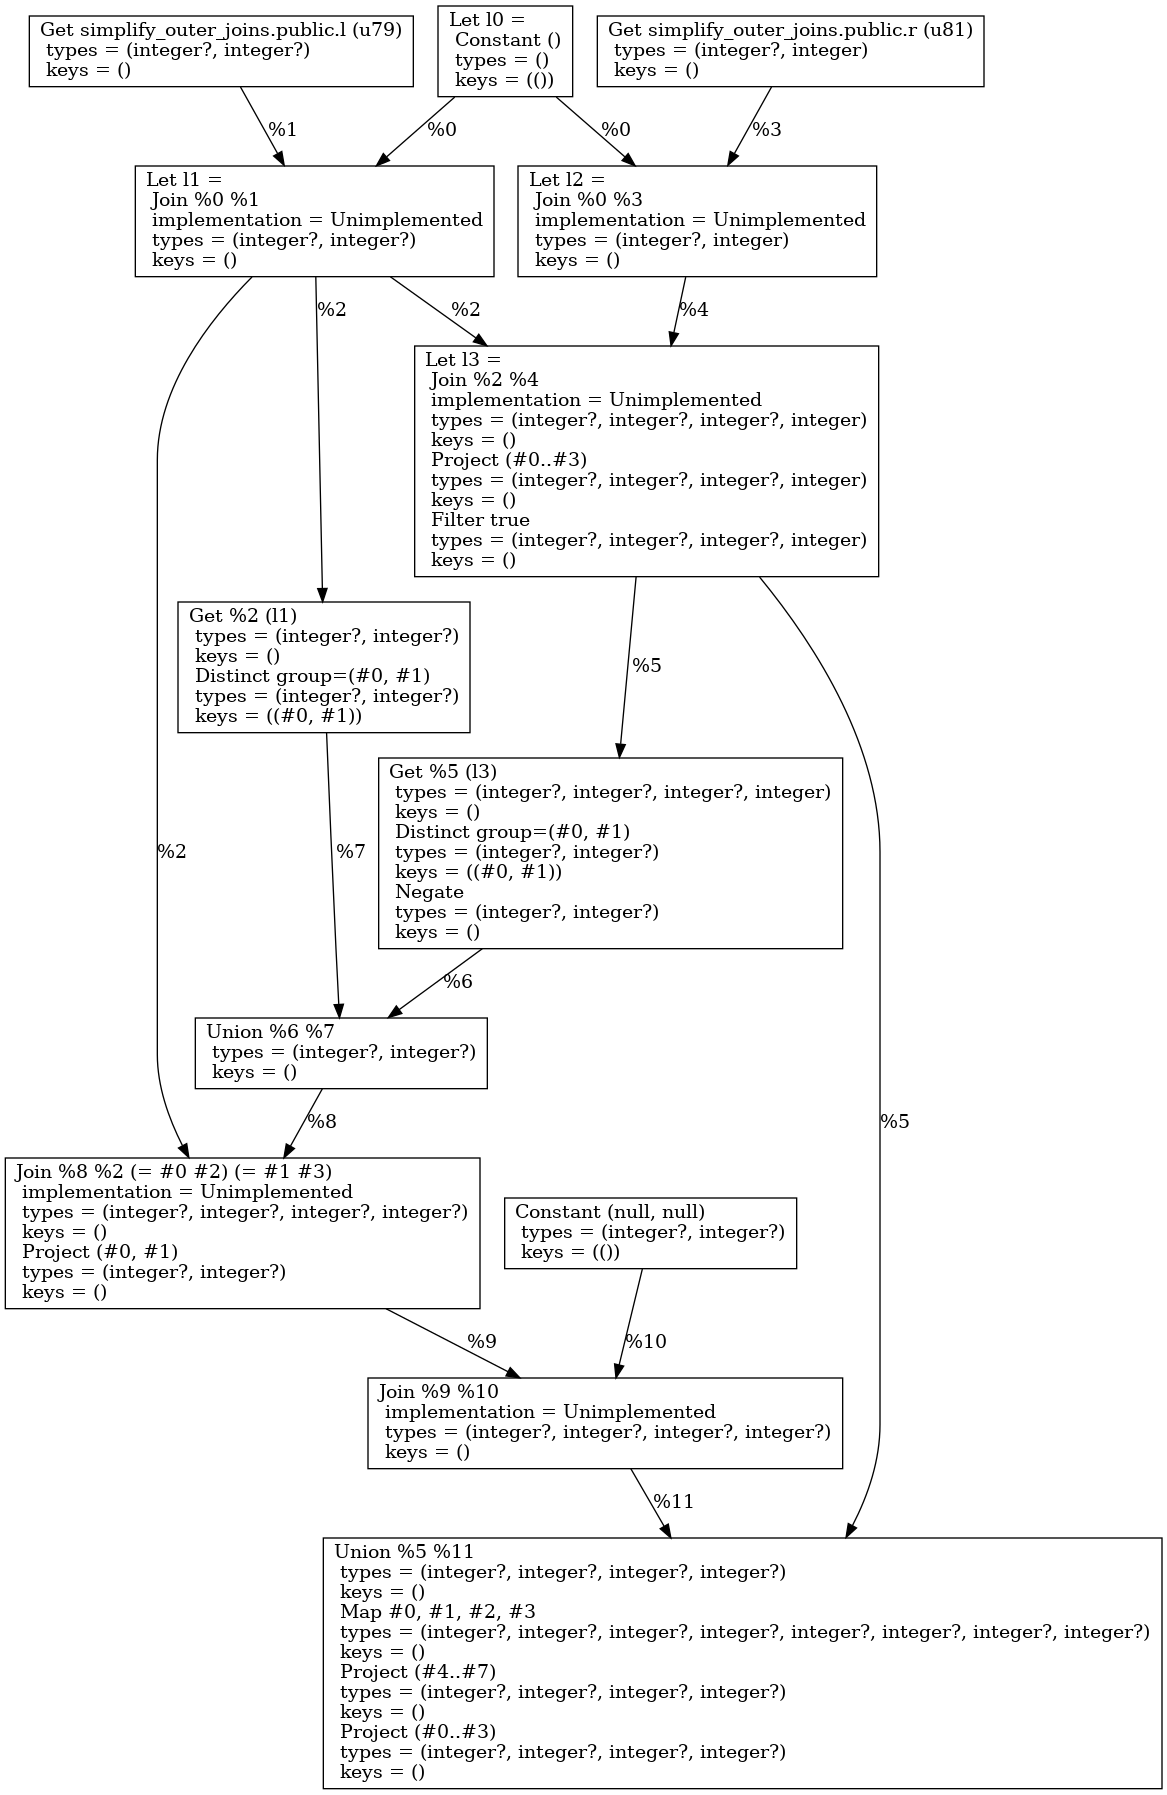 Get simplify_outer_joins.public.l (u79)
types = (integer?, integer?)
keys = ()
Let l0 =
Constant ()
types = ()
keys = (())
Get simplify_outer_joins.public.r (u81)
types = (integer?, integer)
keys = ()
%1
%0
%0
%3
Let l1 =
Join %0 %1
implementation = Unimplemented
types = (integer?, integer?)
keys = ()
Let l2 =
Join %0 %3
implementation = Unimplemented
types = (integer?, integer)
keys = ()
%2
%2
%4
Let l3 =
Join %2 %4
implementation = Unimplemented
types = (integer?, integer?, integer?, integer)
keys = ()
Project (#0..#3)
types = (integer?, integer?, integer?, integer)
keys = ()
Filter true
types = (integer?, integer?, integer?, integer)
keys = ()
Get %2 (l1)
types = (integer?, integer?)
keys = ()
Distinct group=(#0, #1)
types = (integer?, integer?)
keys = ((#0, #1))
%5
Get %5 (l3)
types = (integer?, integer?, integer?, integer)
keys = ()
Distinct group=(#0, #1)
types = (integer?, integer?)
keys = ((#0, #1))
Negate
types = (integer?, integer?)
keys = ()
%2
%7
%6
Union %6 %7
types = (integer?, integer?)
keys = ()
%8
%5
Join %8 %2 (= #0 #2) (= #1 #3)
implementation = Unimplemented
types = (integer?, integer?, integer?, integer?)
keys = ()
Project (#0, #1)
types = (integer?, integer?)
keys = ()
Constant (null, null)
types = (integer?, integer?)
keys = (())
%9
%10
Join %9 %10
implementation = Unimplemented
types = (integer?, integer?, integer?, integer?)
keys = ()
%11
Union %5 %11
types = (integer?, integer?, integer?, integer?)
keys = ()
Map #0, #1, #2, #3
types = (integer?, integer?, integer?, integer?, integer?, integer?, integer?, integer?)
keys = ()
Project (#4..#7)
types = (integer?, integer?, integer?, integer?)
keys = ()
Project (#0..#3)
types = (integer?, integer?, integer?, integer?)
keys = ()